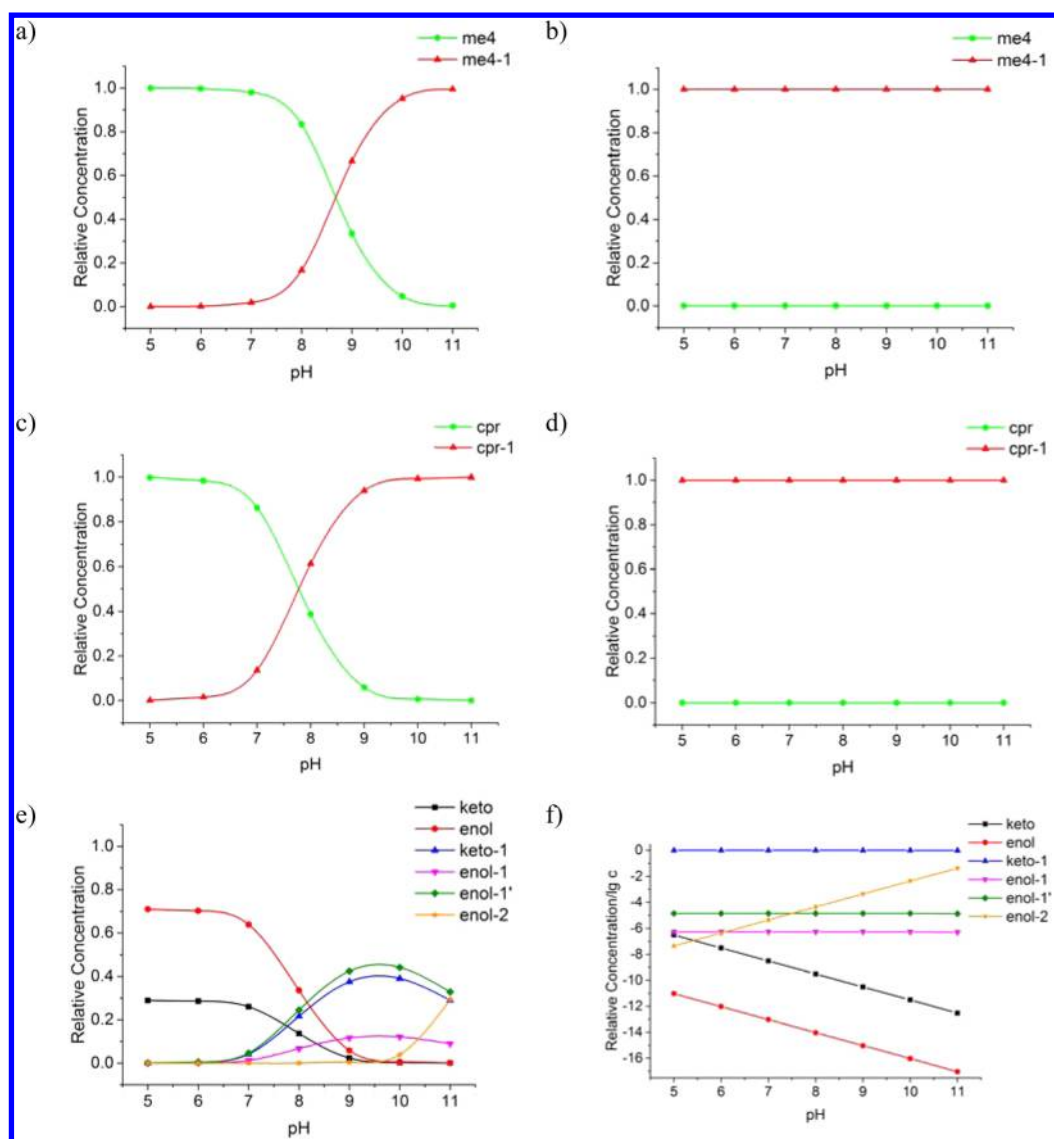 a)
me4
me4-1
1.0
0.8
0.6
0.4
0.2
0.0
Relative Concentration
5 6 7 8 9 10 11
pH
b)
me4
me4-1
1.0
0.8
0.6
0.4
0.2
0.0
Relative Concentration
5 6 7 8 9 10 11
pH
c)
cpr
cpr-1
1.0
0.8
0.6
0.4
0.2
0.0
Relative Concentration
5 6 7 8 9 10 11
pH
d)
cpr
cpr-1
1.0
0.8
0.6
0.4
0.2
0.0
Relative Concentration
5 6 7 8 9 10 11
pH
e)
keto
enol
keto-1
enol-1
enol-1'
enol-2
1.0
0.8
0.6
0.4
0.2
0.0
Relative Concentration
5 6 7 8 9 10 11
pH
f)
keto
enol
keto-1
enol-1
enol-1'
enol-2
0
-2
-4
-6
-8
-10
-12
-14
-16
Relative Concentration/lg c
5 6 7 8 9 10 11
pH